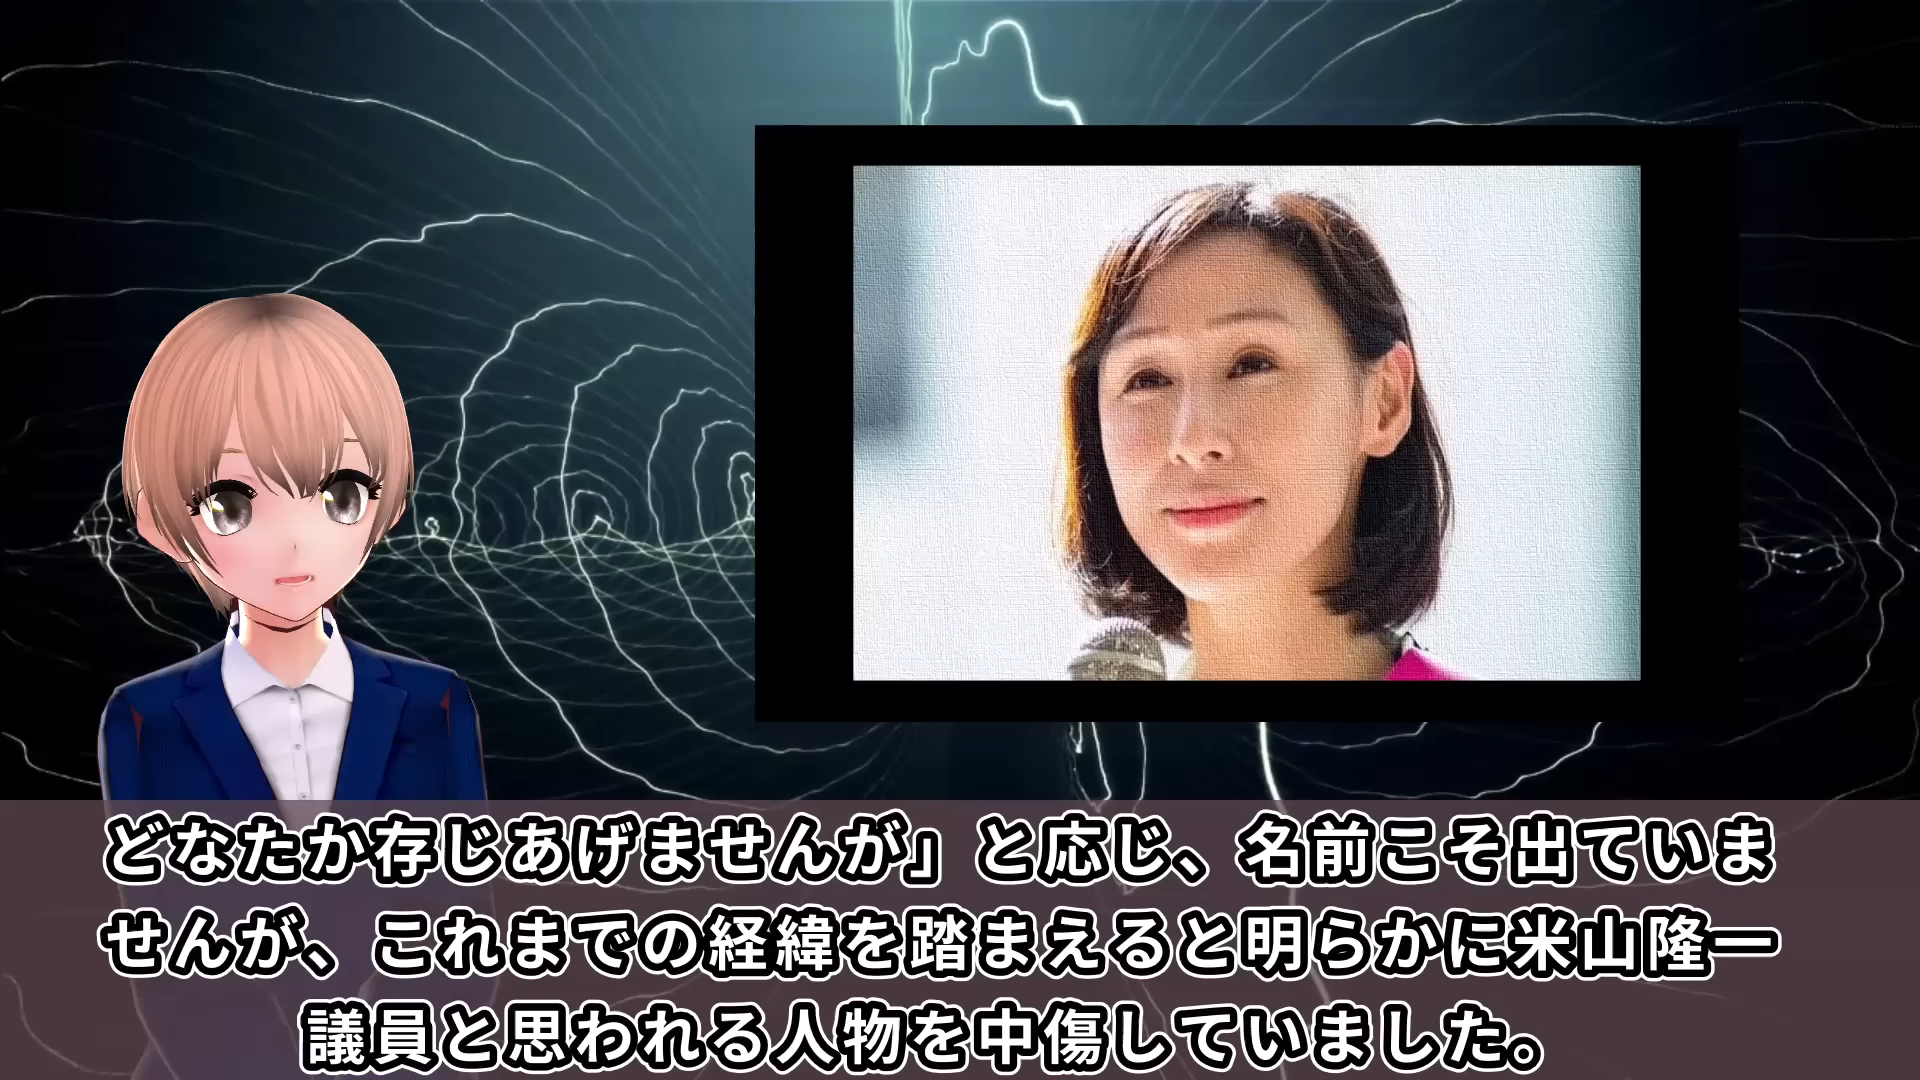 どなたか存じあげませんが」と応じ、名前こそ出ていま
せんが、これまでの経緯を踏まえると明らかに米山隆一
議員と思われる人物を中傷していました。